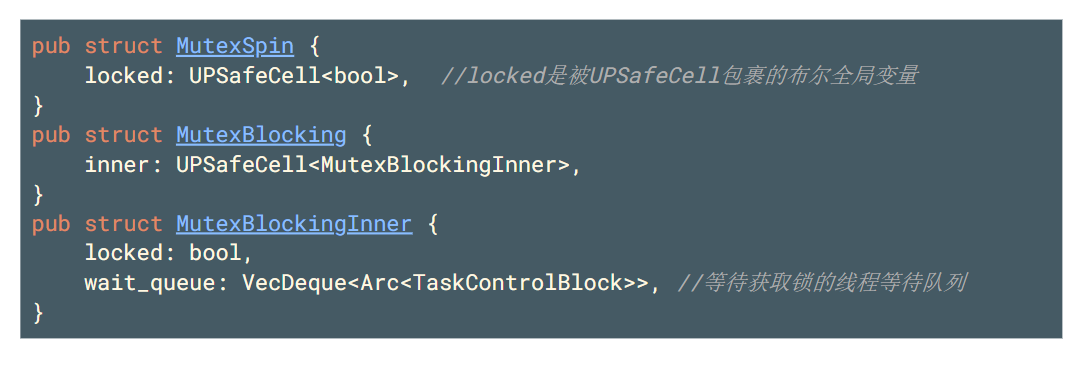 pub struct MutexSpin {
    locked: UPSafeCell<bool>,  //locked是被UPSafeCell包裹的布尔全局变量
}
pub struct MutexBlocking {
    inner: UPSafeCell<MutexBlockingInner>,
}
pub struct MutexBlockingInner {
    locked: bool,
    wait_queue: VecDeque<Arc<TaskControlBlock>>, //等待获取锁的线程等待队列
}